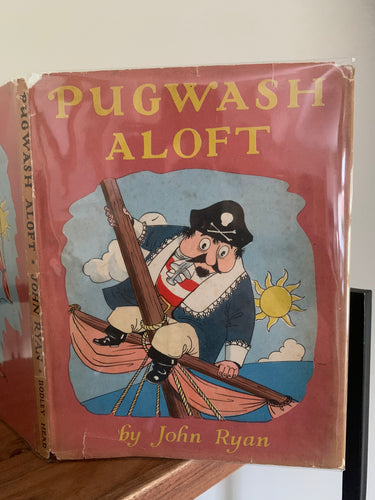 PUGWASH
ALOFT
by John Ryan
PUGWASH ALOFT • JOHN RYAN • BODLEY HEAD